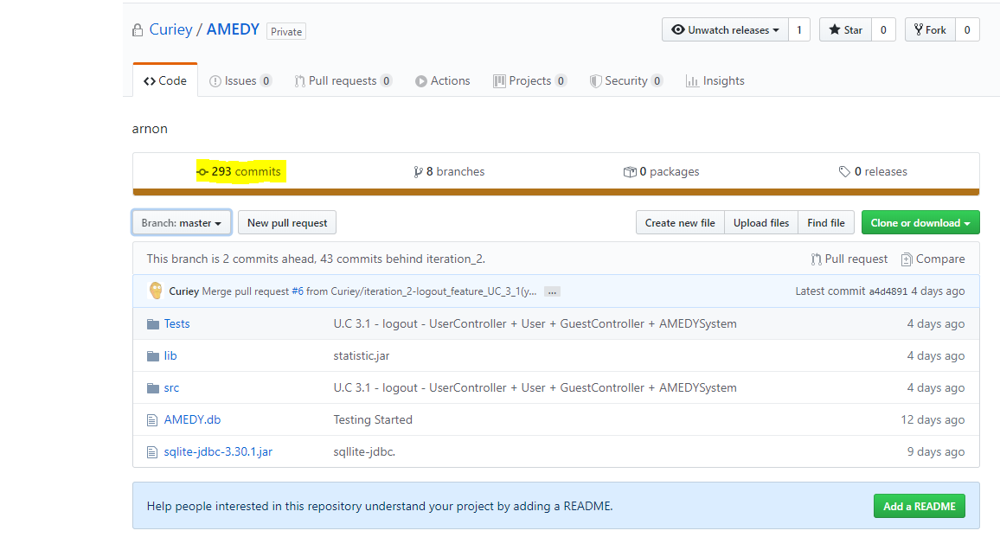 Curiey / AMEDY Private Unwatch releases 1 Star 0 Fork 0
Code Issues 0 Pull requests 0 Actions Projects 0 Security 0 Insights
arnon
293 commits 8 branches 0 packages 0 releases
Branch: master New pull request Create new file Upload files Find file Clone or download
This branch is 2 commits ahead, 43 commits behind iteration_2. Pull request Compare
Curiey Merge pull request #6 from Curiey/iteration_2-logout_feature_UC_3_1(y... ... Latest commit a4d4891 4 days ago
Tests U.C 3.1 - logout - UserController + User + GuestController + AMEDYSystem 4 days ago
lib statistic.jar 4 days ago
src U.C 3.1 - logout - UserController + User + GuestController + AMEDYSystem 4 days ago
AMEDY.db Testing Started 12 days ago
sqlite-jdbc-3.30.1.jar sqllite-jdbc. 9 days ago
Help people interested in this repository understand your project by adding a README. Add a README